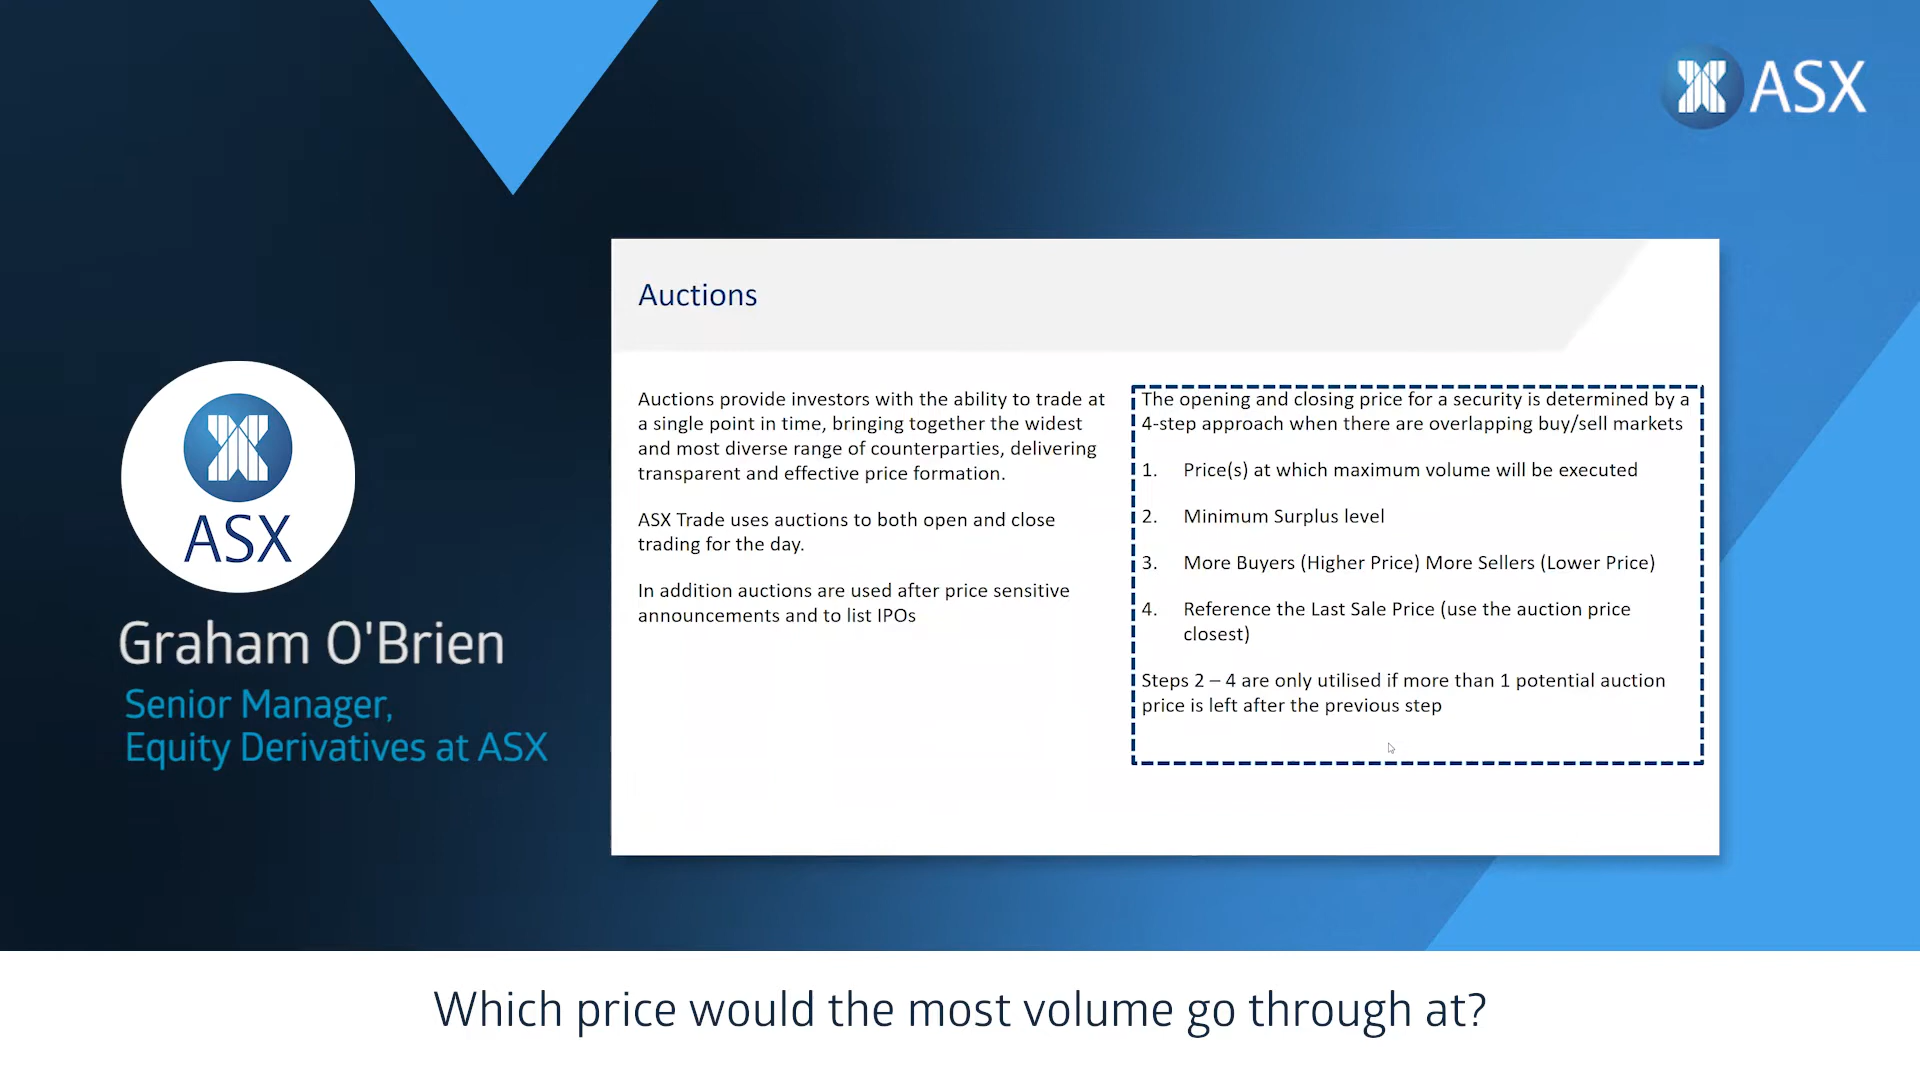 ASX
Auctions
Auctions provide investors with the ability to trade at
a single point in time, bringing together the widest
and most diverse range of counterparties, delivering
transparent and effective price formation.
ASX Trade uses auctions to both open and close
trading for the day.
In addition auctions are used after price sensitive
announcements and to list IPOs
The opening and closing price for a security is determined by a
4-step approach when there are overlapping buy/sell markets
1. Price(s) at which maximum volume will be executed
2. Minimum Surplus level
3. More Buyers (Higher Price) More Sellers (Lower Price)
4. Reference the Last Sale Price (use the auction price
closest)
Steps 2 – 4 are only utilised if more than 1 potential auction
price is left after the previous step
ASX
Graham O'Brien
Senior Manager,
Equity Derivatives at ASX
Which price would the most volume go through at?